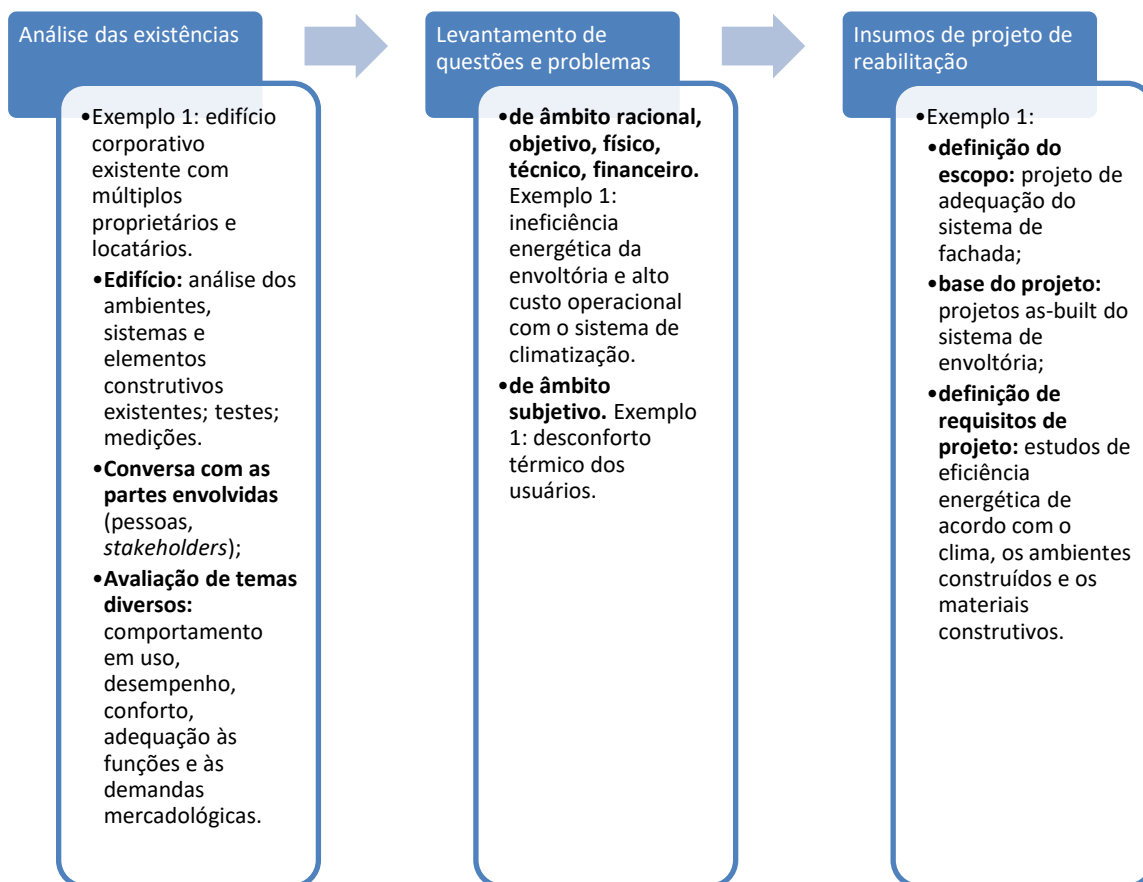 Análise das existências
•Exemplo 1: edifício
corporativo
existente com
múltiplos
proprietários e
locatários.
•Edifício: análise dos
ambientes,
sistemas e
elementos
construtivos
existentes; testes;
medições.
•Conversa com as
partes envolvidas
(pessoas,
stakeholders);
•Avaliação de temas
diversos:
comportamento
em uso,
desempenho,
conforto,
adequação às
funções e às
demandas
mercadológicas.
Levantamento de
questões e problemas
•de âmbito racional,
objetivo, físico,
técnico, financeiro.
Exemplo 1:
ineficiência
energética da
envoltória e alto
custo operacional
com o sistema de
climatização.
•de âmbito
subjetivo. Exemplo
1: desconforto
térmico dos
usuários.
Insumos de projeto de
reabilitação
•Exemplo 1:
•definição do
escopo: projeto de
adequação do
sistema de
fachada;
•base do projeto:
projetos as-built do
sistema de
envoltória;
•definição de
requisitos de
projeto: estudos de
eficiência
energética de
acordo com o
clima, os ambientes
construídos e os
materiais
construtivos.